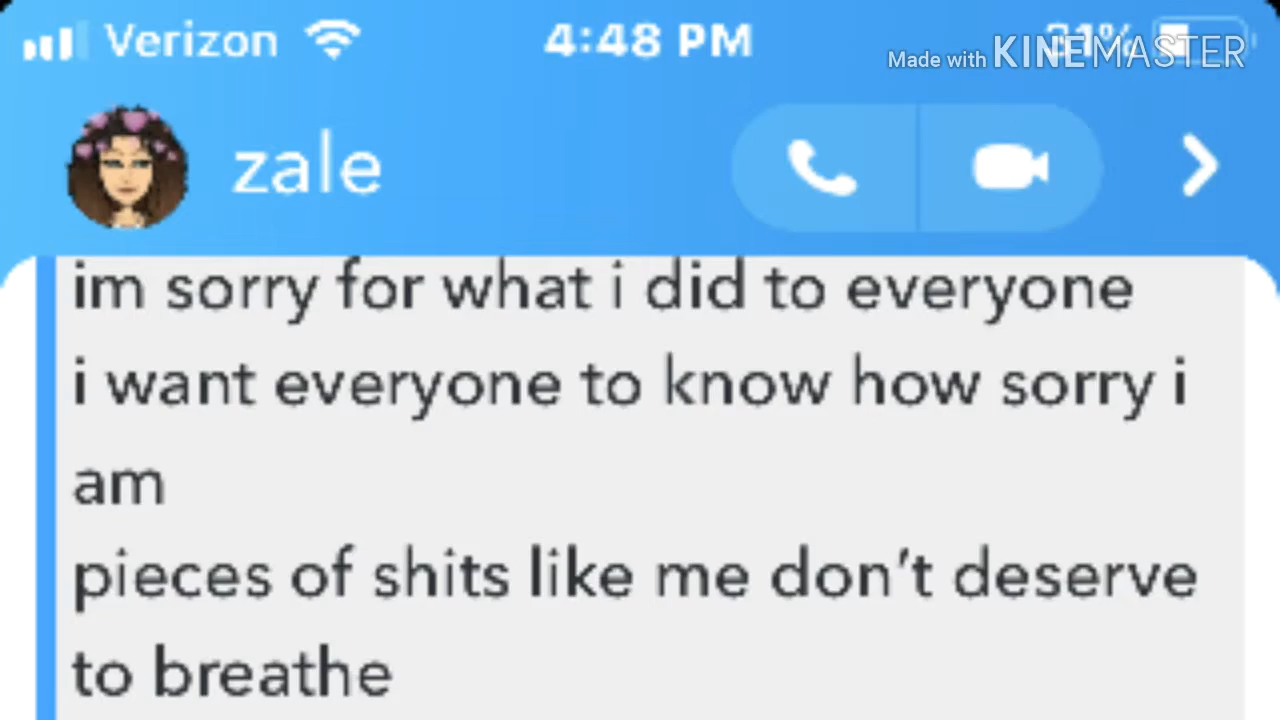 Verizon 4:48 PM 31%
Made with KINEMASTER
zale
im sorry for what i did to everyone
i want everyone to know how sorry i
am
pieces of shits like me don't deserve
to breathe